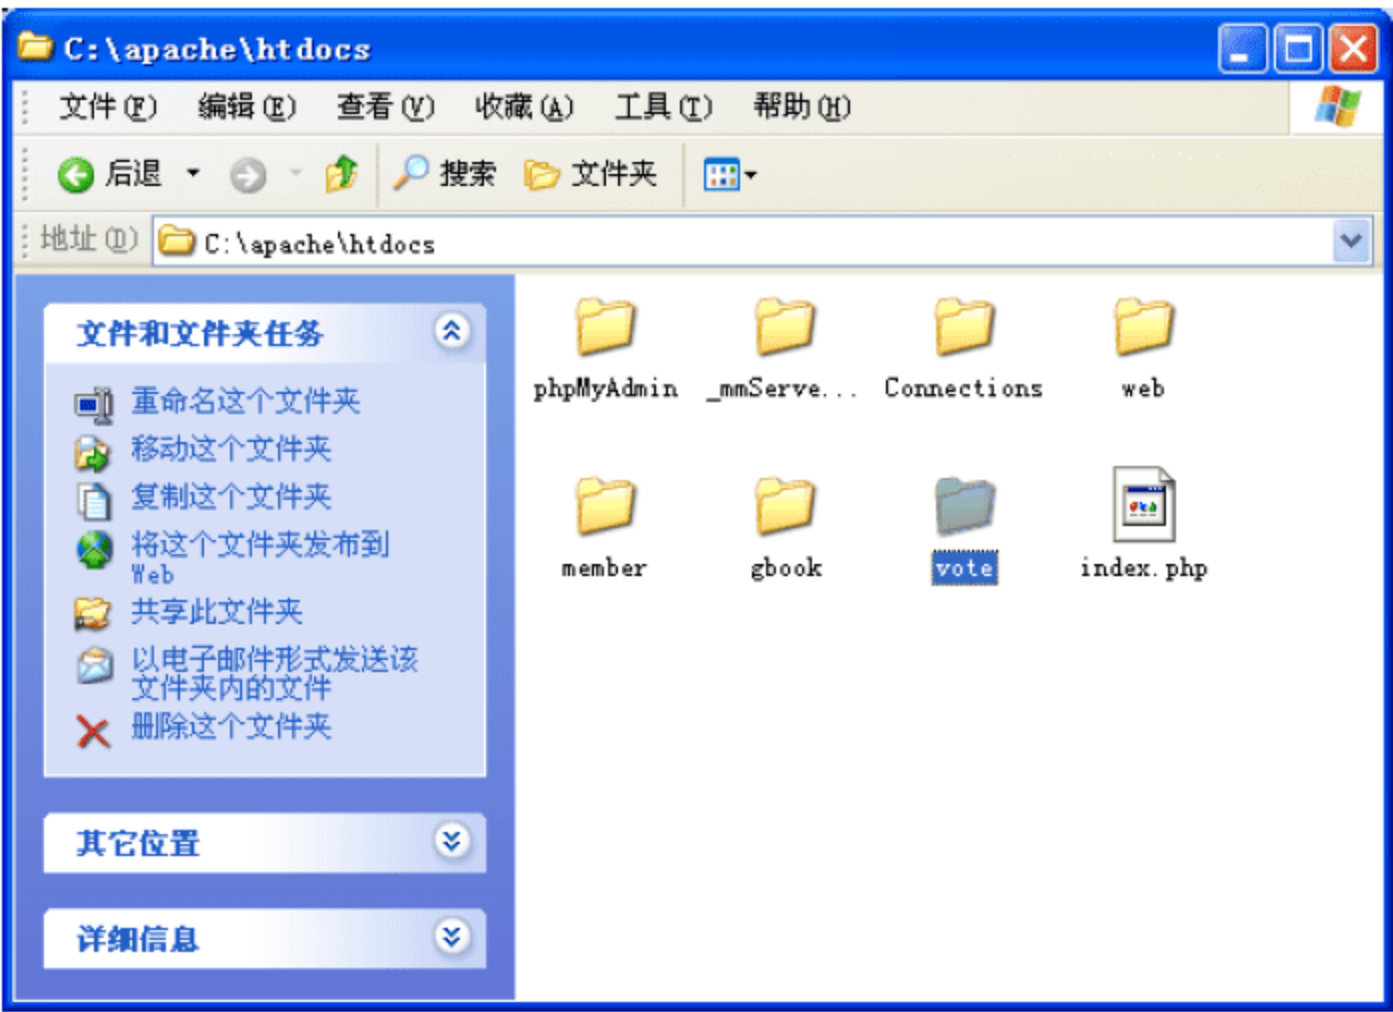 C:\apache\htdocs
文件(F) 编辑(E) 查看(V) 收藏(A) 工具(T) 帮助(H)
后退 搜索 文件夹
地址(D) C:\apache\htdocs
文件和文件夹任务
重命名这个文件夹
移动这个文件夹
复制这个文件夹
将这个文件夹发布到
Web
共享此文件夹
以电子邮件形式发送该
文件夹内的文件
删除这个文件夹
其它位置
详细信息
phpMyAdmin _mmServe... Connections web
member gbook vote index.php